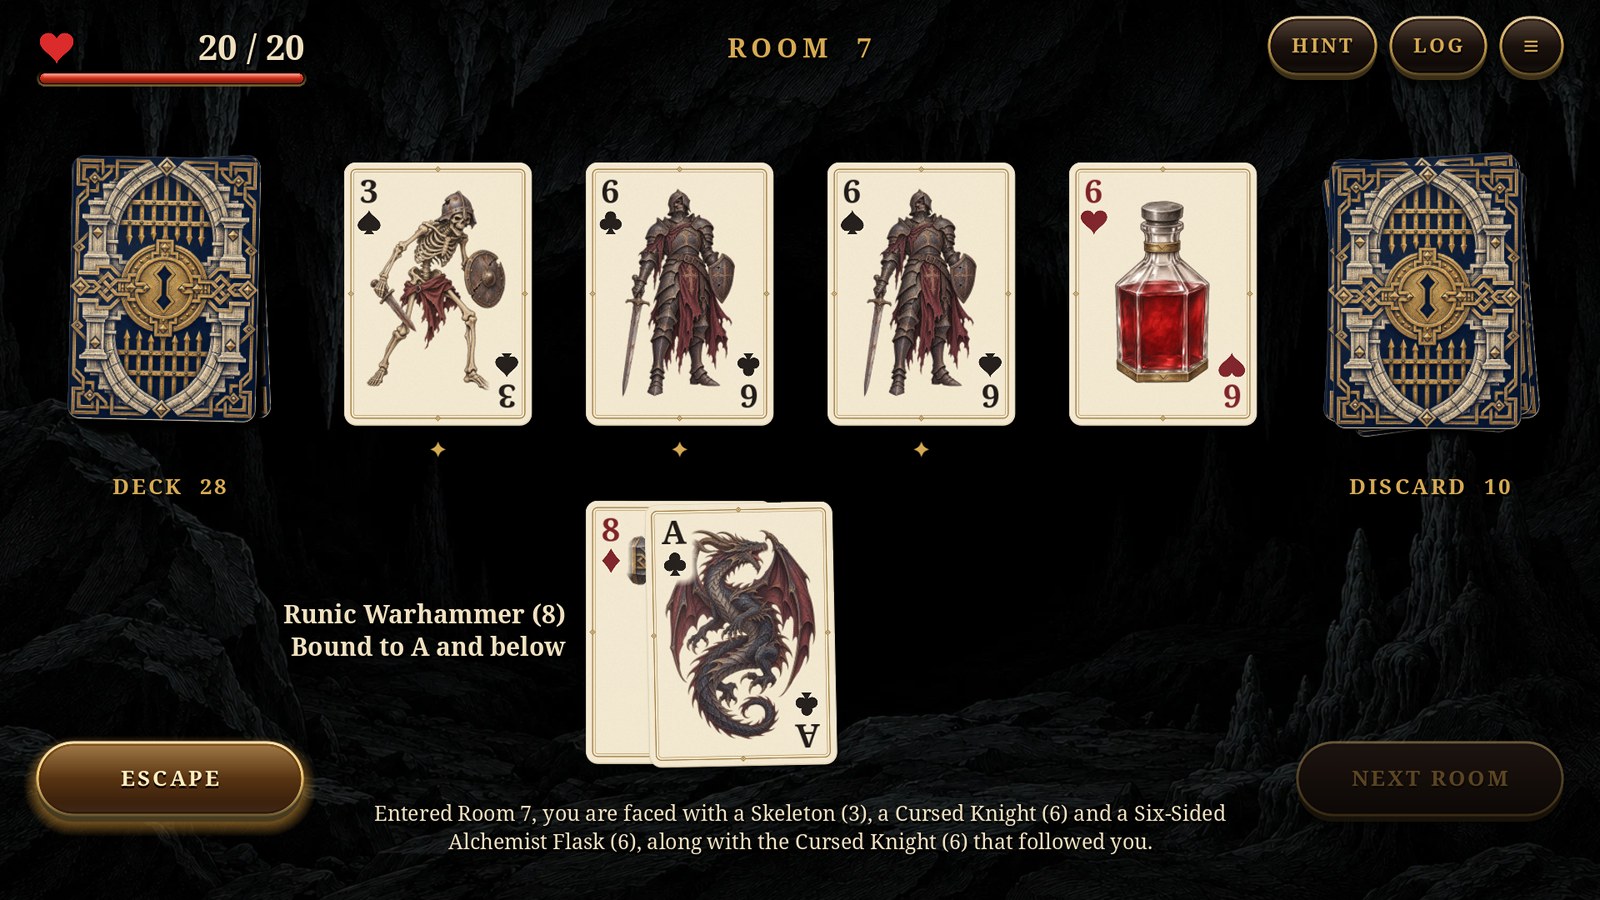 20 / 20
ROOM 7
HINT
LOG
≡
3
3
6
6
6
6
6
6
DECK 28
DISCARD 10
8
A
A
Runic Warhammer (8)
Bound to A and below
ESCAPE
NEXT ROOM
Entered Room 7, you are faced with a Skeleton (3), a Cursed Knight (6) and a Six-Sided
Alchemist Flask (6), along with the Cursed Knight (6) that followed you.